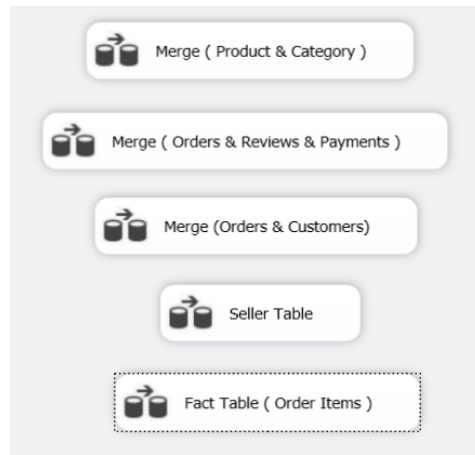 Merge ( Product & Category )
Merge ( Orders & Reviews & Payments )
Merge (Orders & Customers)
Seller Table
Fact Table ( Order Items )